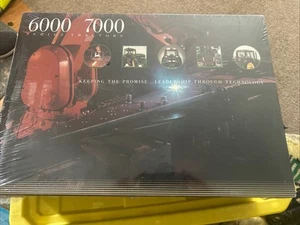 6000 7000
SERIES TRACTORS
KEEPING THE PROMISE...LEADERSHIP THROUGH TECHNOLOGY